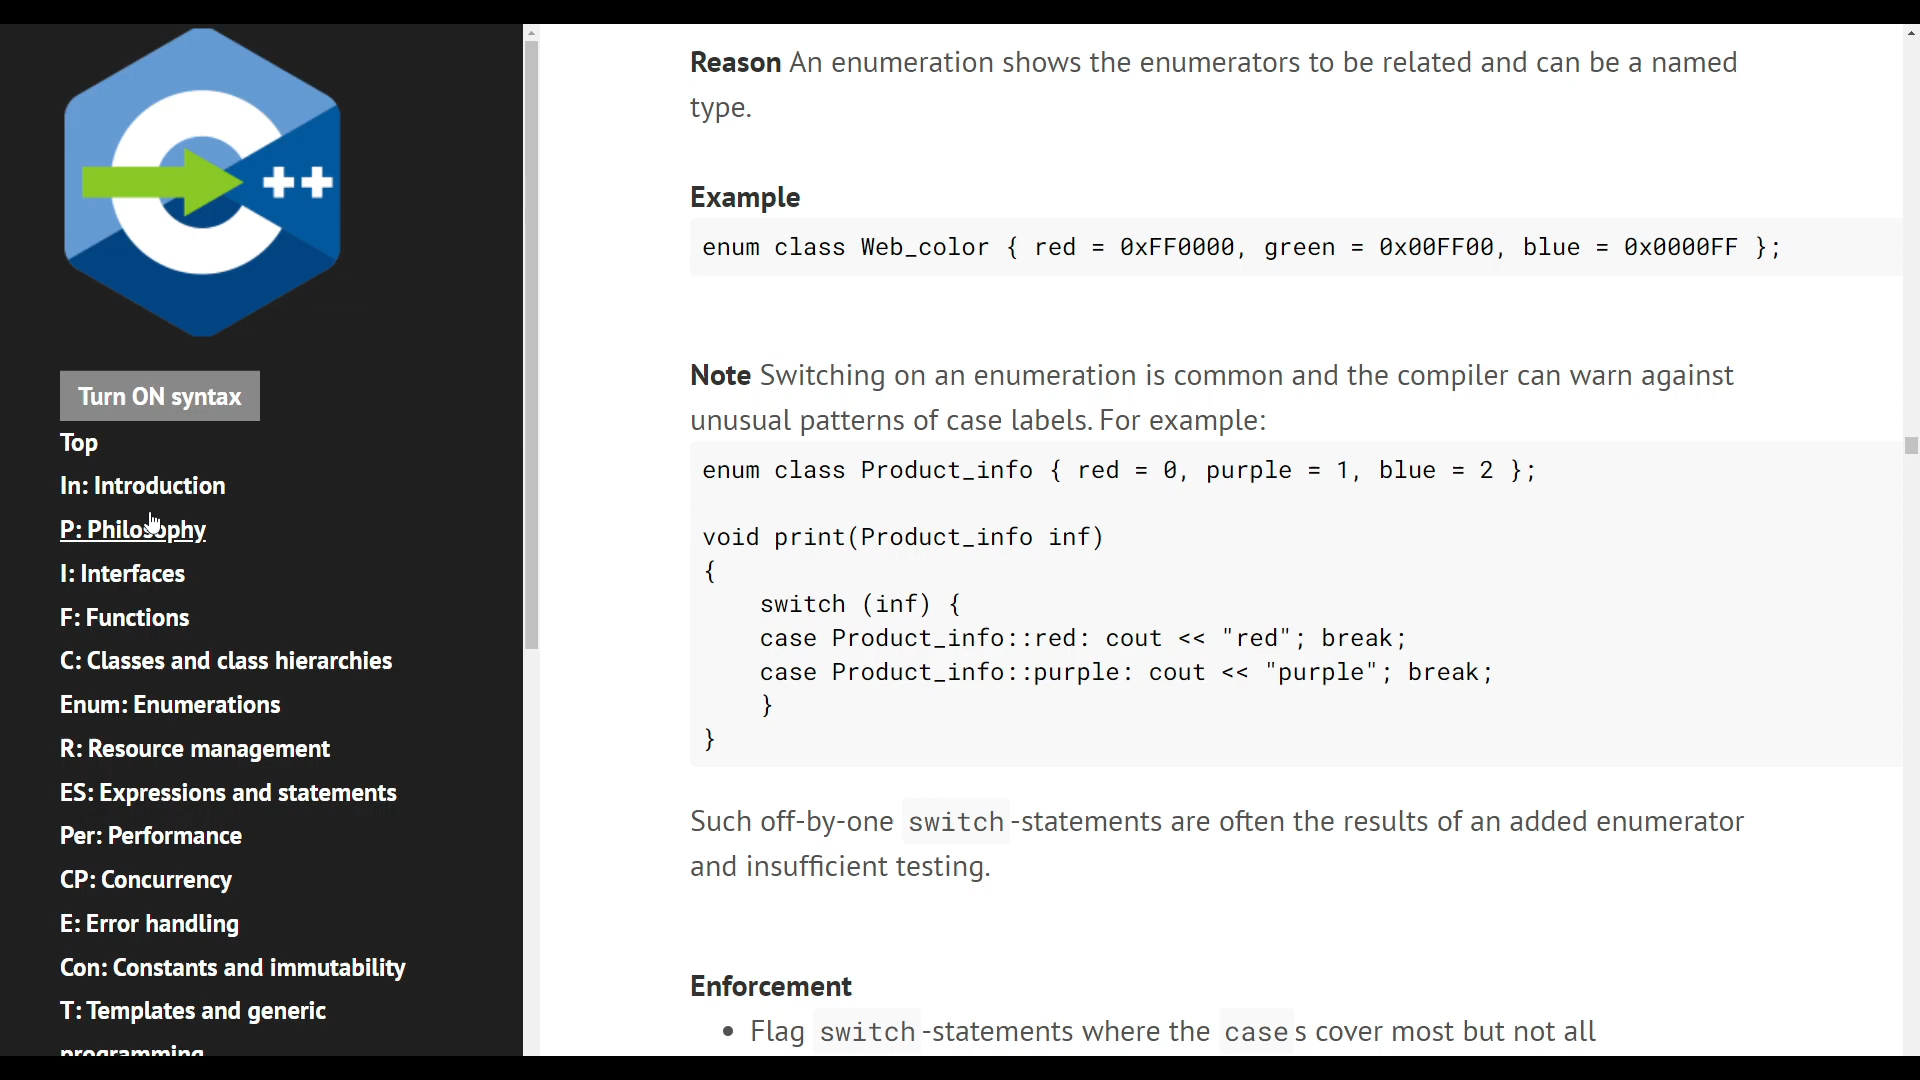 ++
Turn ON syntax
Top
In: Introduction
P: Philosophy
I: Interfaces
F: Functions
C: Classes and class hierarchies
Enum: Enumerations
R: Resource management
ES: Expressions and statements
Per: Performance
CP: Concurrency
E: Error handling
Con: Constants and immutability
T: Templates and generic
programming
Reason An enumeration shows the enumerators to be related and can be a named
type.
Example
enum class Web_color { red = 0xFF0000, green = 0x00FF00, blue = 0x0000FF };
Note Switching on an enumeration is common and the compiler can warn against
unusual patterns of case labels. For example:
enum class Product_info { red = 0, purple = 1, blue = 2 };
void print(Product_info inf)
{
    switch (inf) {
    case Product_info::red: cout << "red"; break;
    case Product_info::purple: cout << "purple"; break;
    }
}
Such off-by-one switch-statements are often the results of an added enumerator
and insufficient testing.
Enforcement
• Flag switch-statements where the cases cover most but not all